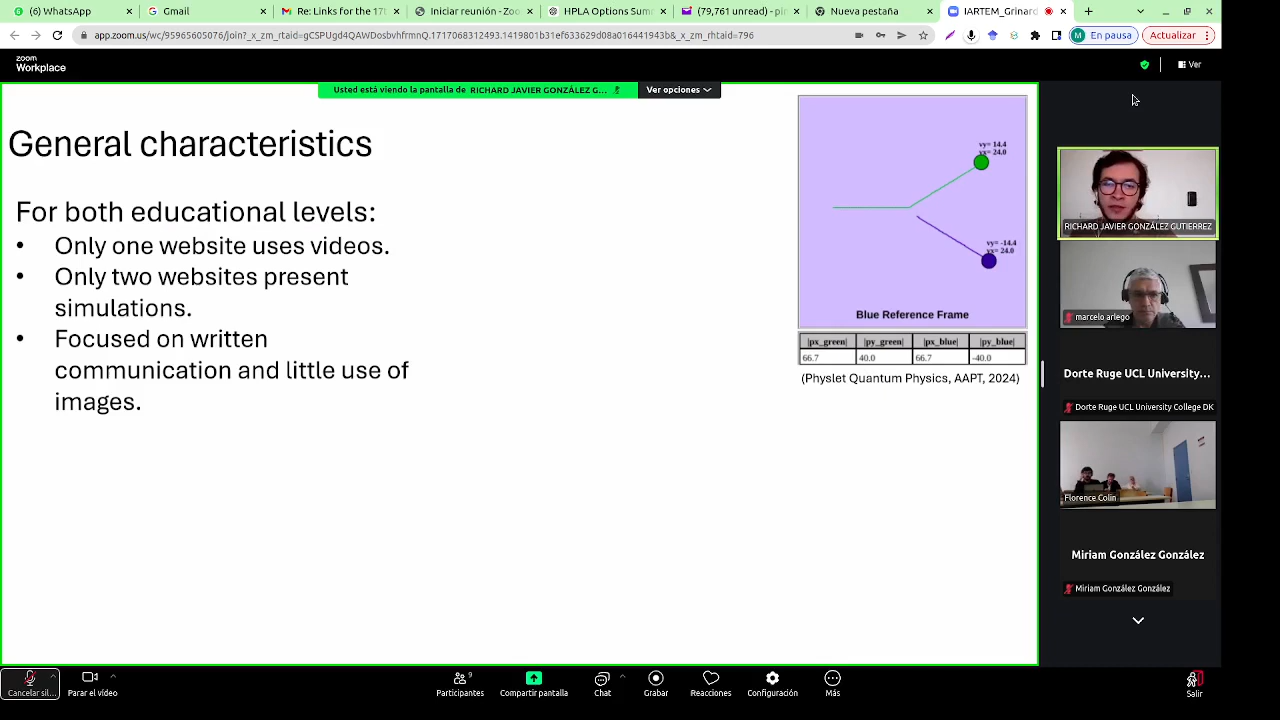 (6) WhatsApp
Gmail
Re: Links for the 17t
Iniciar reunión - Zoo
HPLA Options Sum
(79,761 unread) - pin
Nueva pestaña
IARTEM_Grinard
app.zoom.us/wc/95965605076/join?_x_zm_rtaid=gCSPUgd4QAWOtbvhfmnQ.1717068312493.1419801b31ef633629d08a016441943b&_x_zm_rhtaid=796
M En pausa
Actualizar
zoom
Workplace
Ver
Usted está viendo la pantalla de RICHARD JAVIER GONZÁLEZ G...
Ver opciones
General characteristics
For both educational levels:
• Only one website uses videos.
• Only two websites present
simulations.
• Focused on written
communication and little use of
images.
vy= 14.4
vx= 24.0
vy= -14.4
vx= 24.0
Blue Reference Frame
|px_green| |py_green| |px_blue| |py_blue|
66.7 40.0 66.7 -40.0
(Physlet Quantum Physics, AAPT, 2024)
RICHARD JAVIER GONZÁLEZ GUTIERREZ
marcelo arlego
Dorte Ruge UCL University...
Dorte Ruge UCL University College DK
Florence Colin
Miriam González González
Miriam González González
Cancelar sil...
Parar el vídeo
Participantes
9
Compartir pantalla
Chat
Grabar
Reacciones
Configuración
Más
Salir